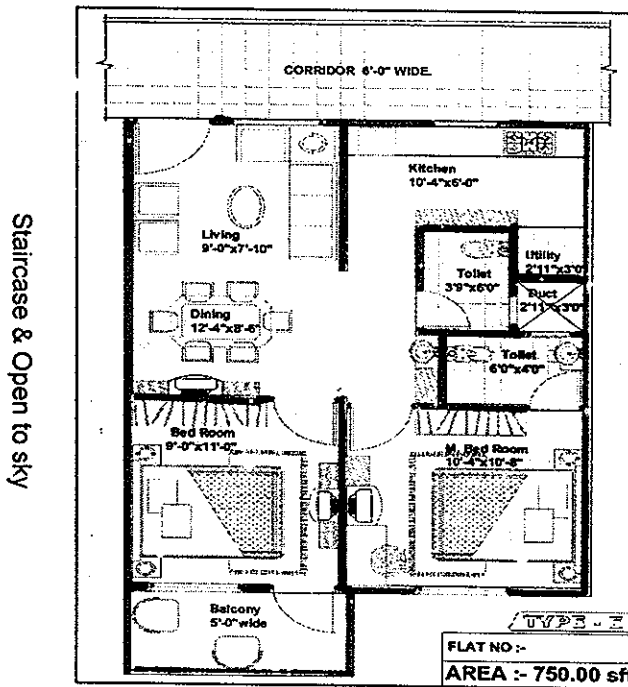 CORRIDOR 6'-0" WIDE.
Kitchen
10'-4"x6'-0"
Living
9'-0"x7'-10"
Toilet
3'9"x6'0"
Utility
2'11"x3'0"
Duct
2'11"x3'0"
Dining
12'-4"x8'-6"
Toilet
6'0"x4'0"
Bed Room
9'-0"x11'-0"
M. Bed Room
10'-4"x10'-8"
Balcony
5'-0" wide
Staircase & Open to sky
TYPE - E
FLAT NO :-
AREA :- 750.00 sft